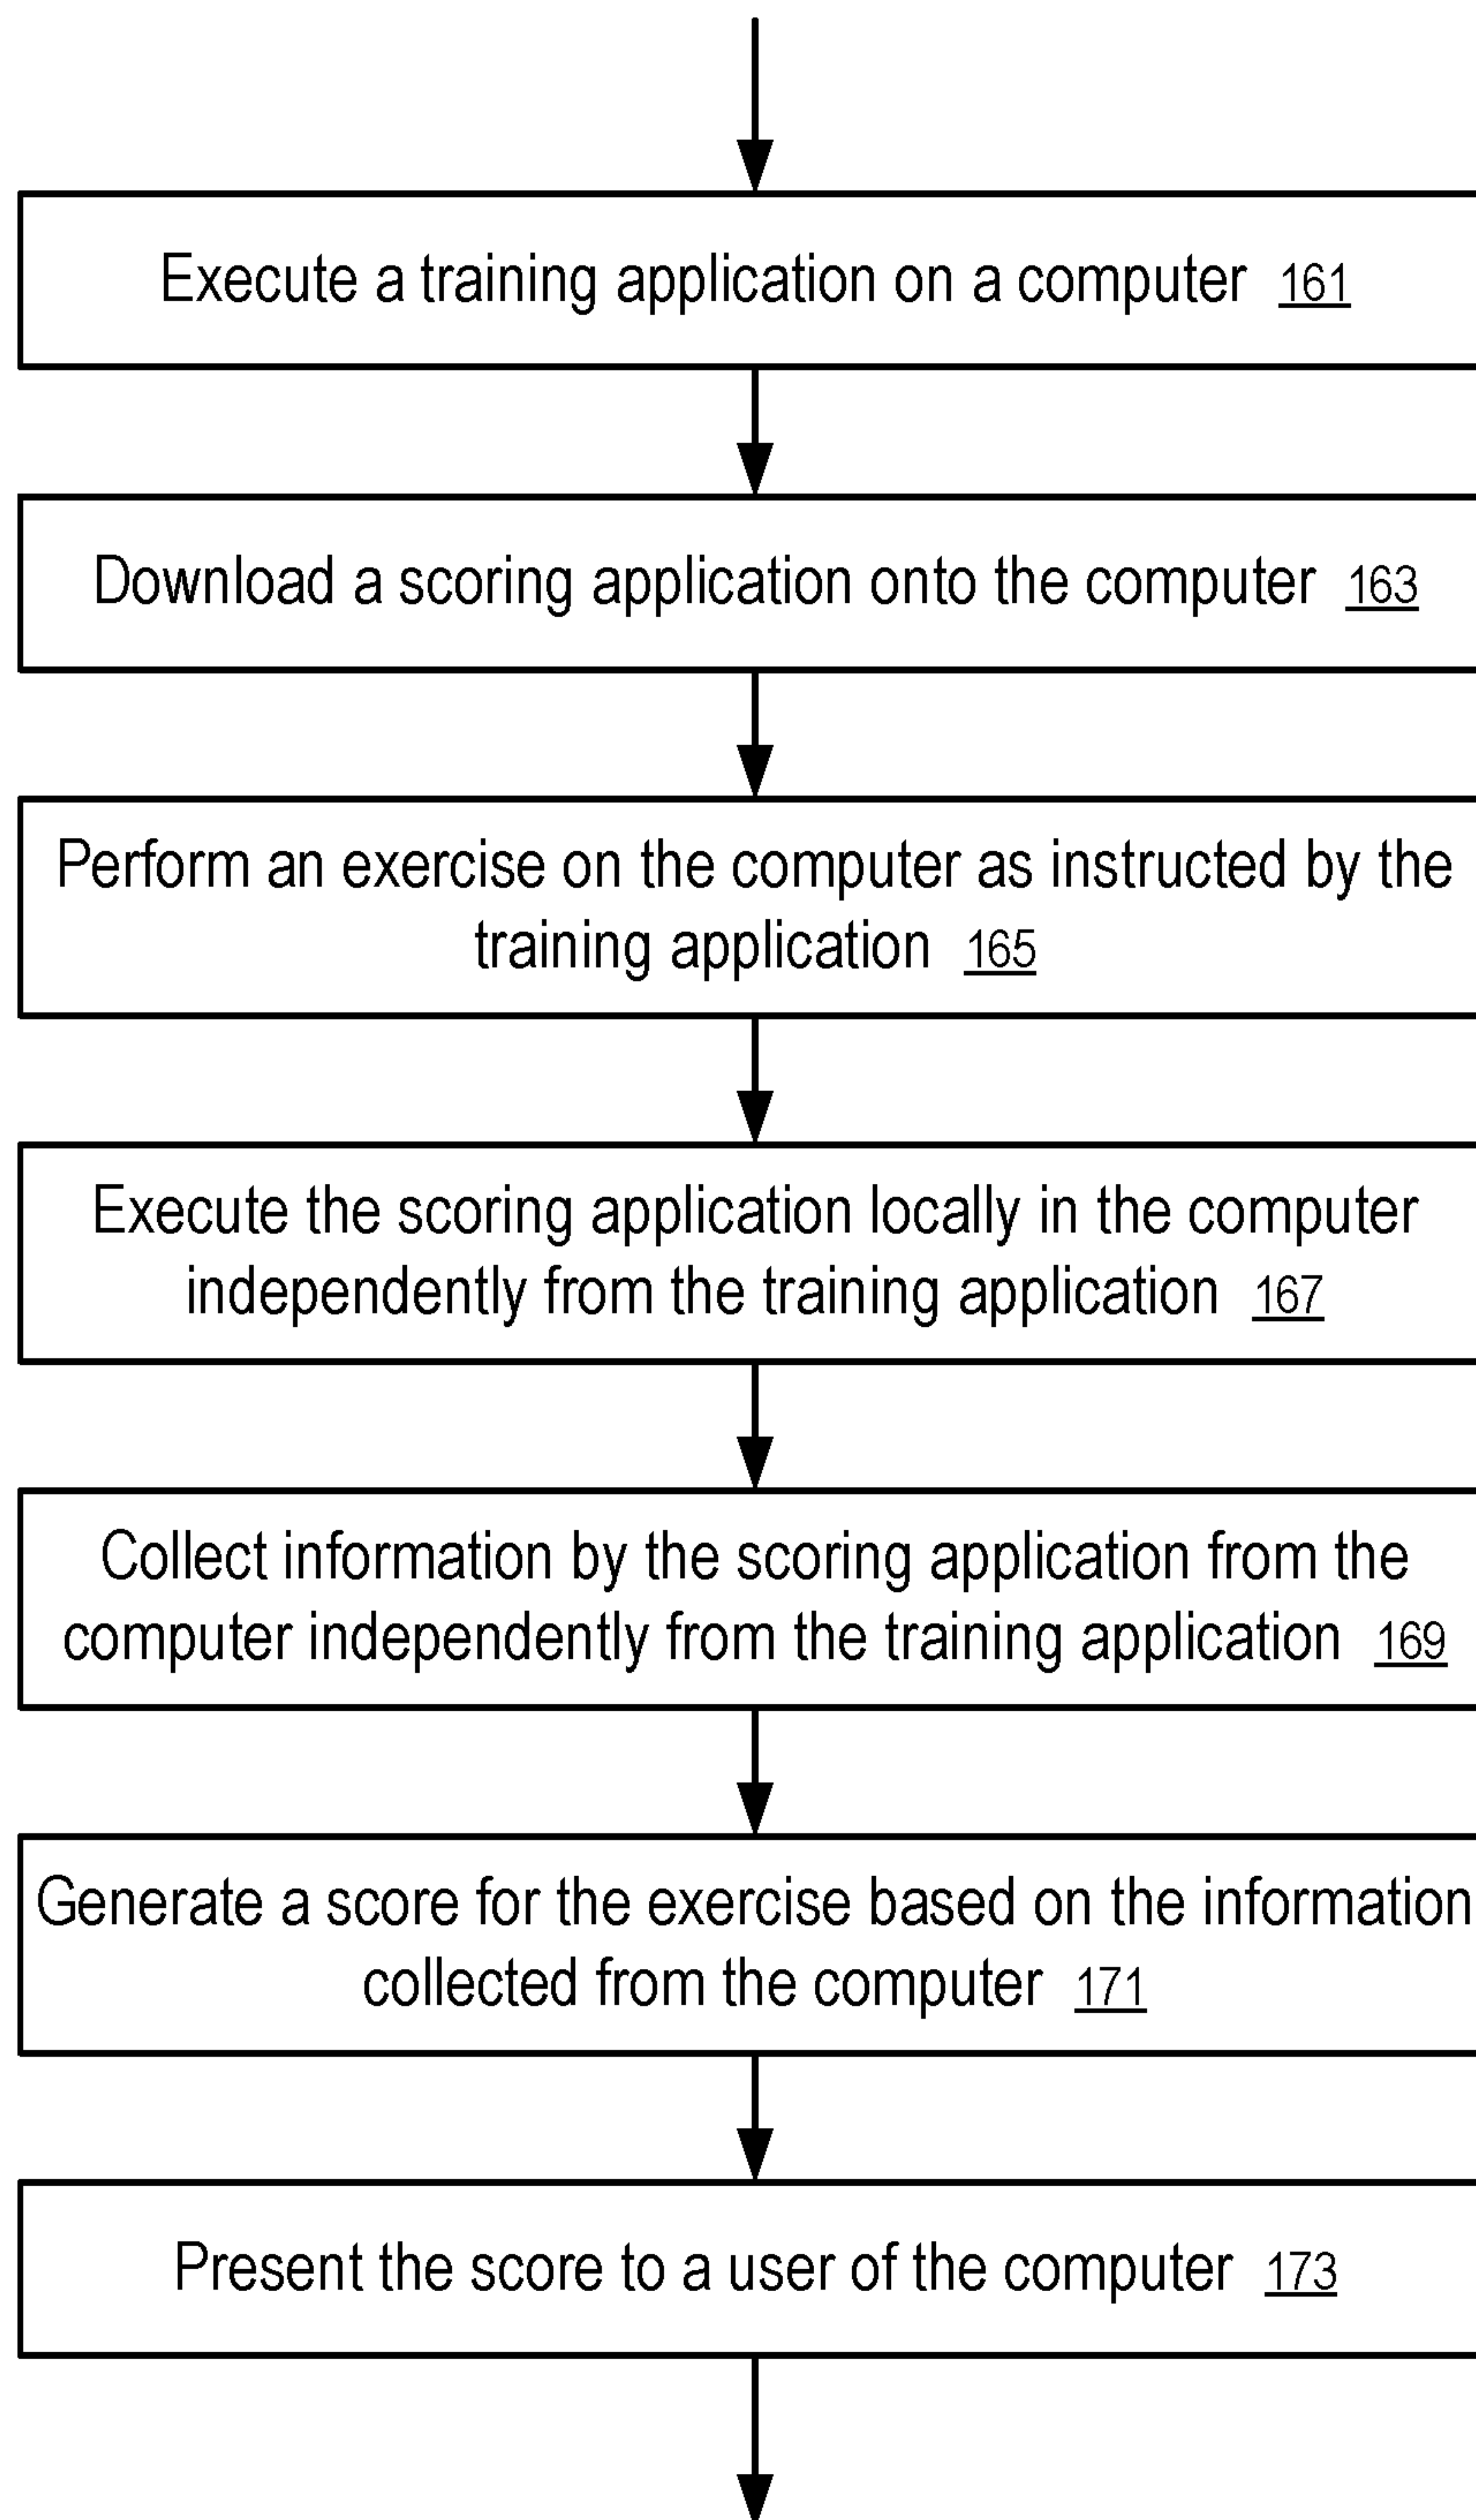 Execute a training application on a computer 161
Download a scoring application onto the computer 163
Perform an exercise on the computer as instructed by the
training application 165
Execute the scoring application locally in the computer
independently from the training application 167
Collect information by the scoring application from the
computer independently from the training application 169
Generate a score for the exercise based on the information
collected from the computer 171
Present the score to a user of the computer 173